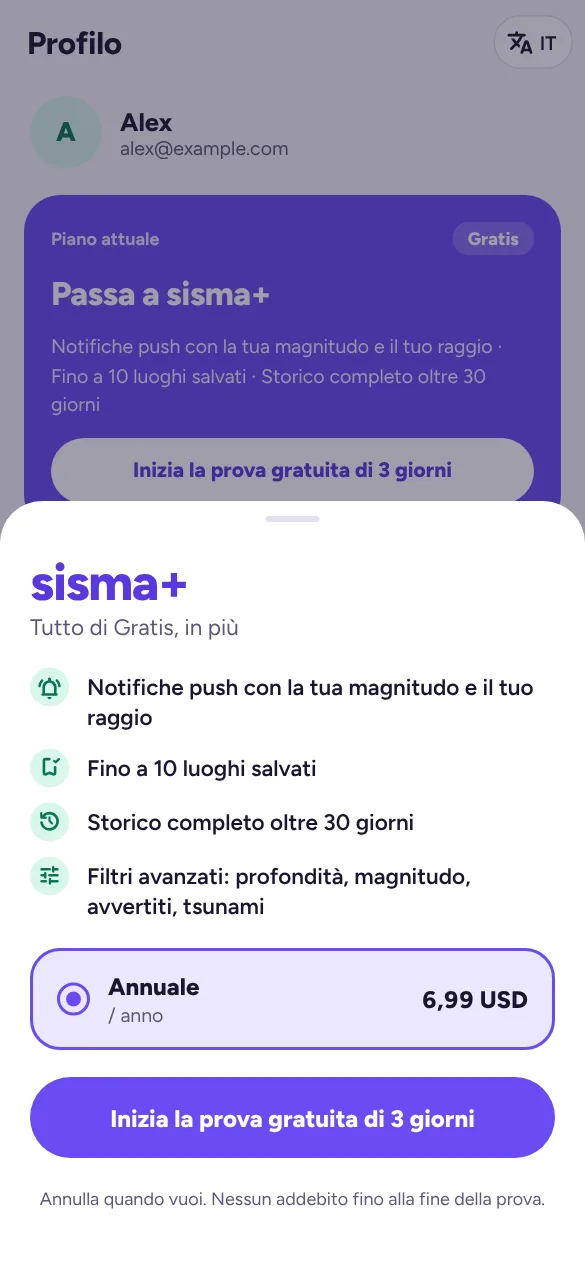 Profilo
IT
A
Alex
alex@example.com
Piano attuale
Gratis
Passa a sisma+
Notifiche push con la tua magnitudo e il tuo raggio ·
Fino a 10 luoghi salvati · Storico completo oltre 30
giorni
Inizia la prova gratuita di 3 giorni
sisma+
Tutto di Gratis, in più
Notifiche push con la tua magnitudo e il tuo
raggio
Fino a 10 luoghi salvati
Storico completo oltre 30 giorni
Filtri avanzati: profondità, magnitudo,
avvertiti, tsunami
Annuale
/ anno
6,99 USD
Inizia la prova gratuita di 3 giorni
Annulla quando vuoi. Nessun addebito fino alla fine della prova.